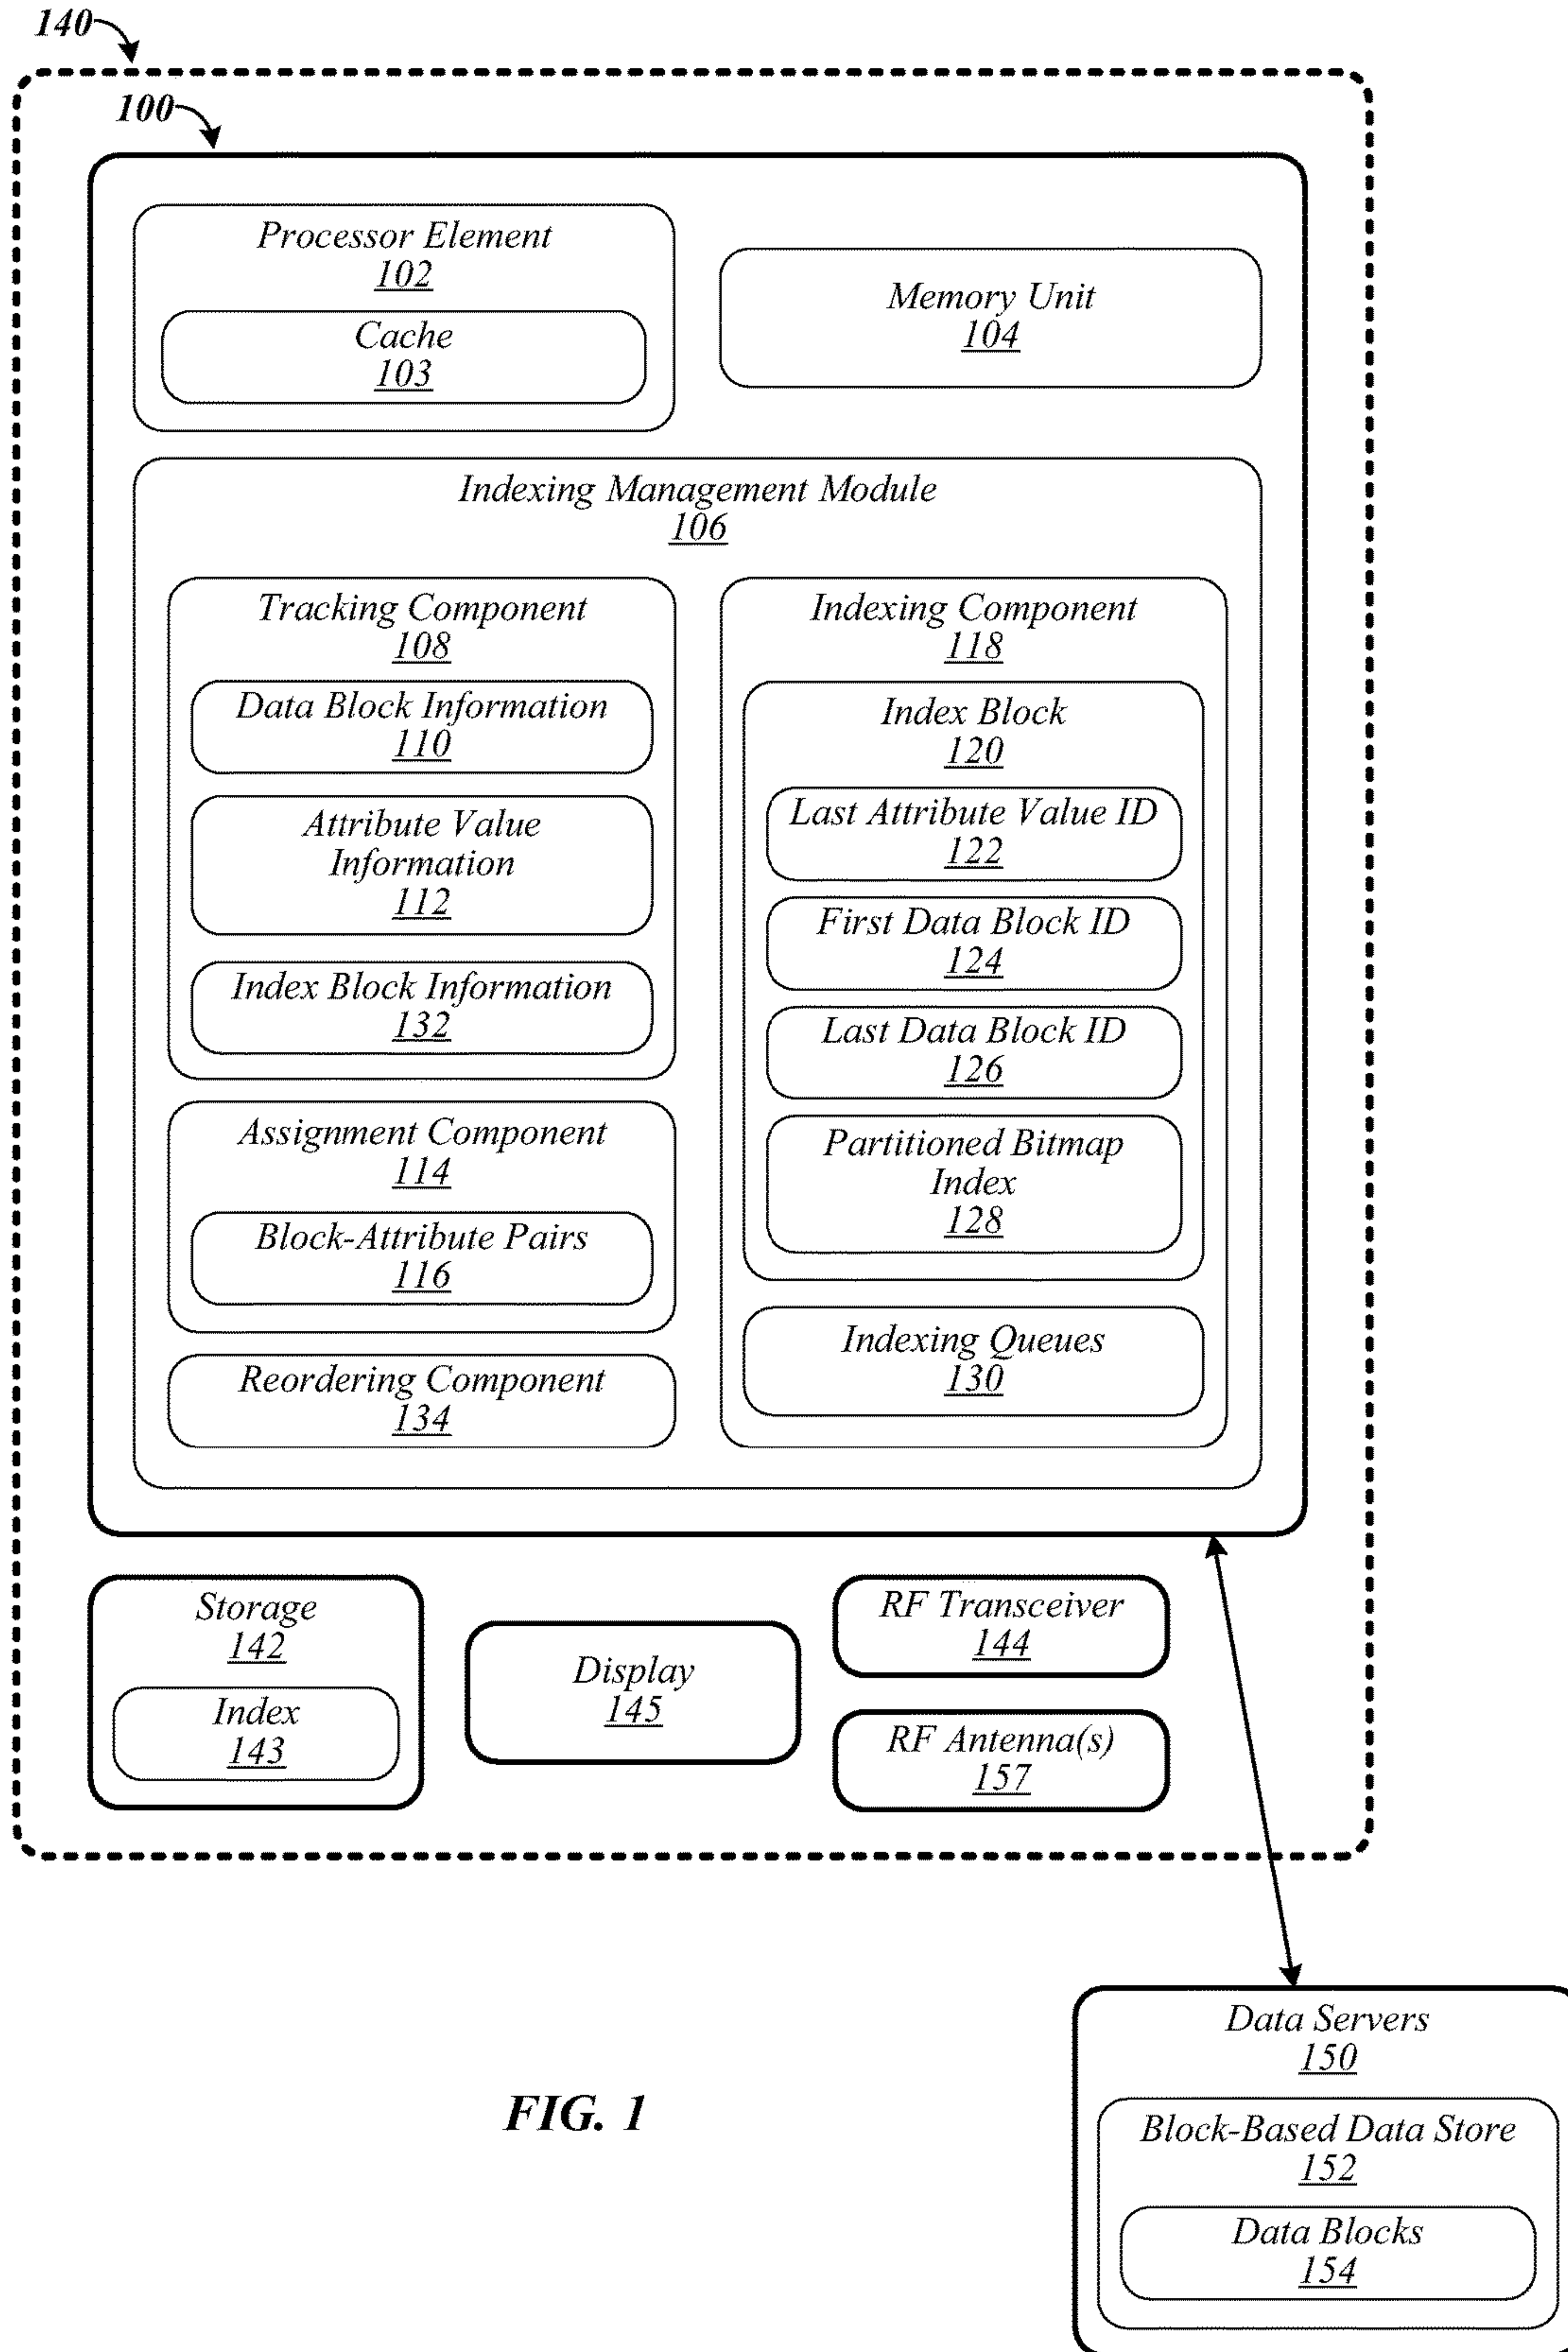 140
100
Processor Element
102
Cache
103
Memory Unit
104
Indexing Management Module
106
Tracking Component
108
Data Block Information
110
Attribute Value
Information
112
Index Block Information
132
Assignment Component
114
Block-Attribute Pairs
116
Reordering Component
134
Indexing Component
118
Index Block
120
Last Attribute Value ID
122
First Data Block ID
124
Last Data Block ID
126
Partitioned Bitmap
Index
128
Indexing Queues
130
Storage
142
Index
143
Display
145
RF Transceiver
144
RF Antenna(s)
157
Data Servers
150
Block-Based Data Store
152
Data Blocks
154
FIG. 1